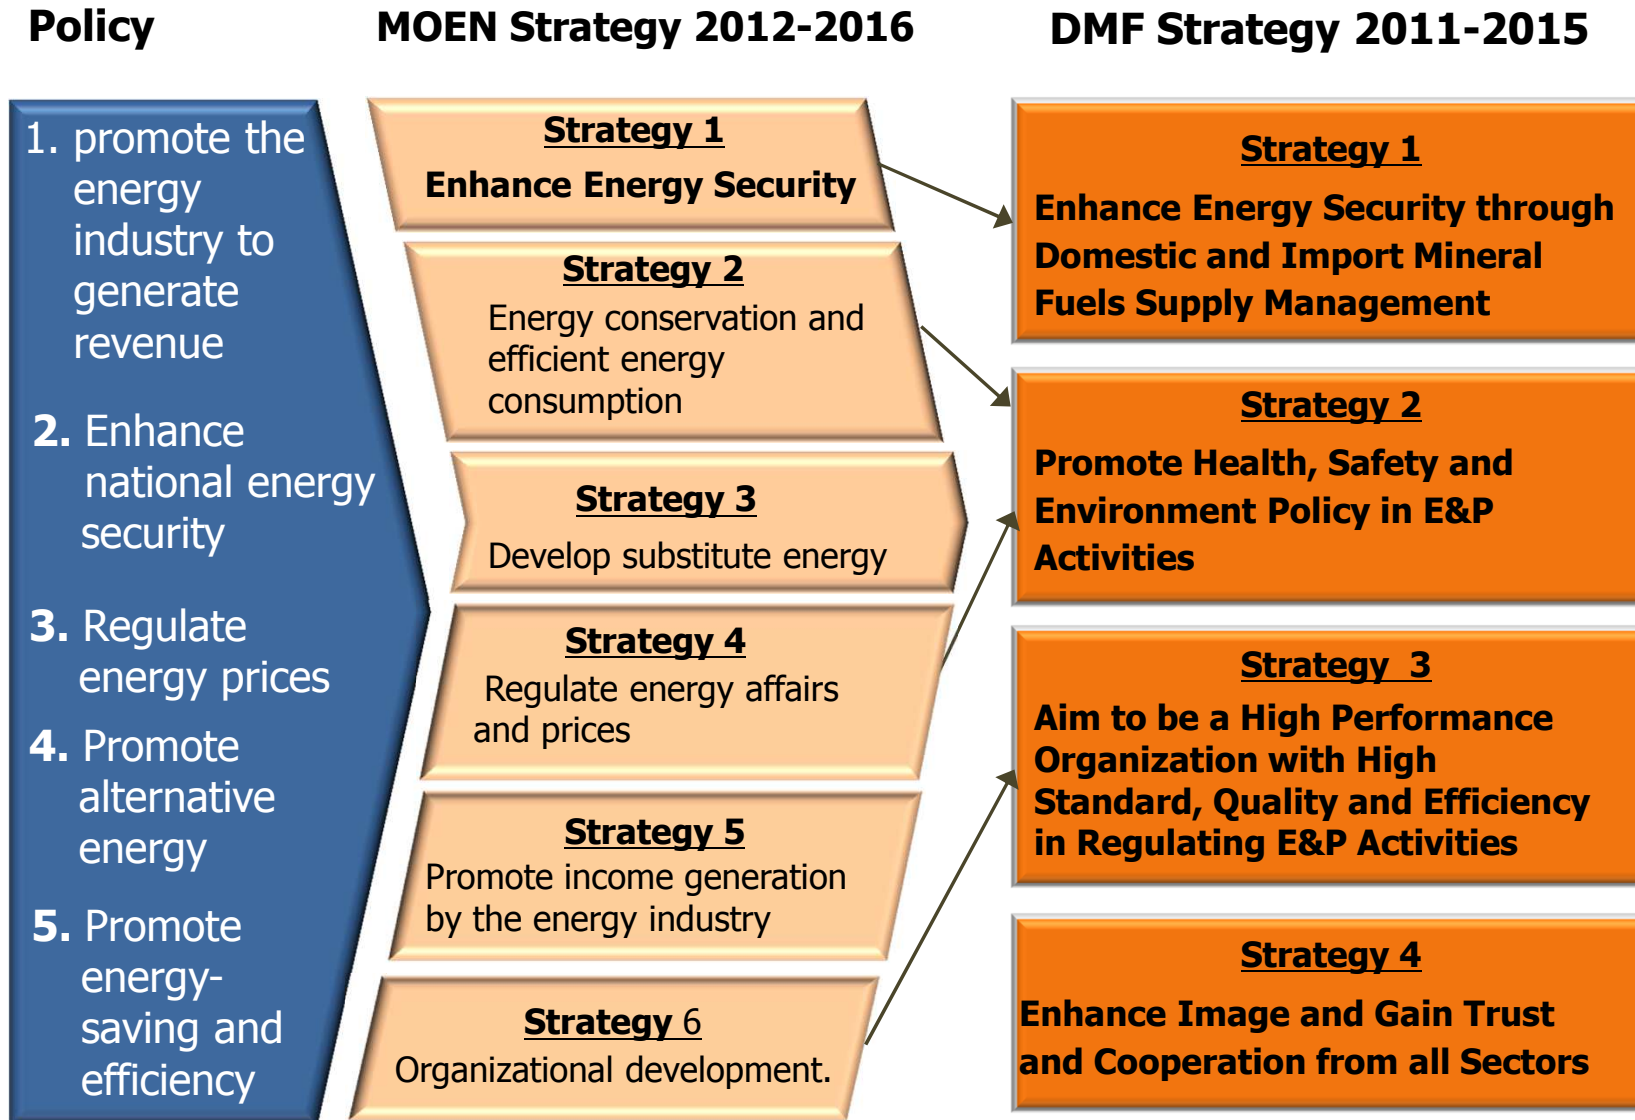 Policy
MOEN Strategy 2012-2016
DMF Strategy 2011-2015
1. promote the
energy
industry to
generate
revenue
2. Enhance
national energy
security
3. Regulate
energy prices
4. Promote
alternative
energy
5. Promote
energy-
saving and
efficiency
Strategy 1
Enhance Energy Security
Strategy 2
Energy conservation and
efficient energy
consumption
Strategy 3
Develop substitute energy
Strategy 4
Regulate energy affairs
and prices
Strategy 5
Promote income generation
by the energy industry
Strategy 6
Organizational development.
Strategy 1
Enhance Energy Security through
Domestic and Import Mineral
Fuels Supply Management
Strategy 2
Promote Health, Safety and
Environment Policy in E&P
Activities
Strategy 3
Aim to be a High Performance
Organization with High
Standard, Quality and Efficiency
in Regulating E&P Activities
Strategy 4
Enhance Image and Gain Trust
and Cooperation from all Sectors